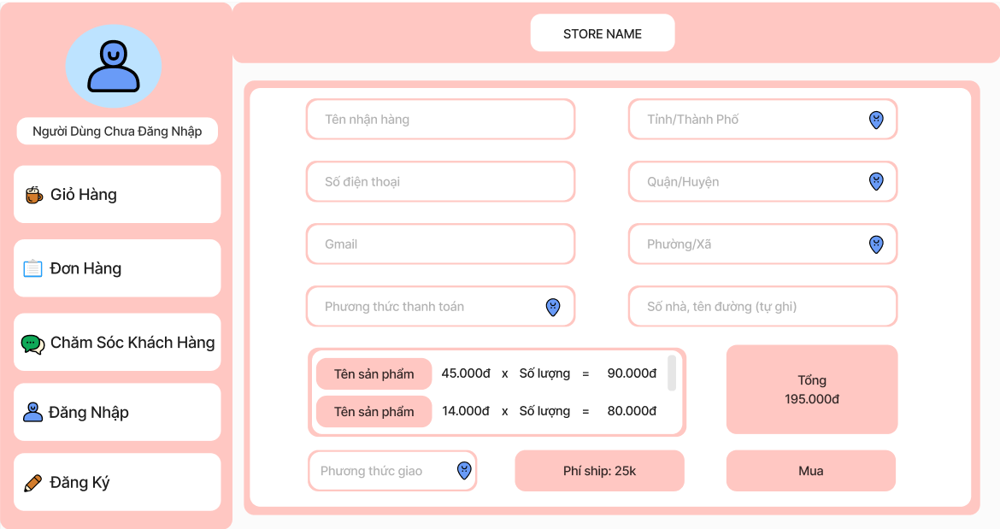 Người Dùng Chưa Đăng Nhập
Giỏ Hàng
Đơn Hàng
Chăm Sóc Khách Hàng
Đăng Nhập
Đăng Ký
STORE NAME
Tên nhận hàng
Tỉnh/Thành Phố
Số điện thoại
Quận/Huyện
Gmail
Phường/Xã
Phương thức thanh toán
Số nhà, tên đường (tự ghi)
Tên sản phẩm 45.000đ x Số lượng = 90.000đ
Tên sản phẩm 14.000đ x Số lượng = 80.000đ
Tổng
195.000đ
Phương thức giao
Phí ship: 25k
Mua